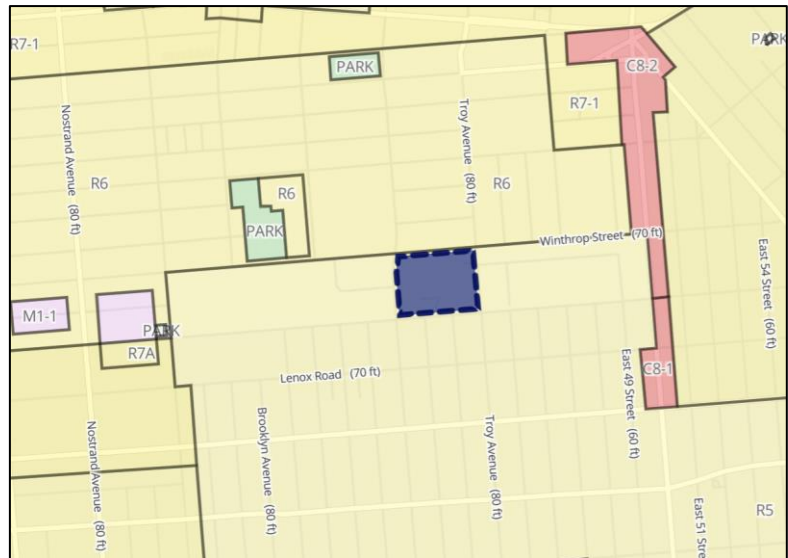 R7-1
PARK
C8-2
PARK
R7-1
Nostrand Avenue (80 ft)
Troy Avenue (80 ft)
R6
R6
R6
PARK
Winthrop Street (70 ft)
East 54 Street (60 ft)
M1-1
PARK
R7A
Lenox Road (70 ft)
C8-1
East 49 Street (60 ft)
Brooklyn Avenue (80 ft)
Troy Avenue (80 ft)
Nostrand Avenue (80 ft)
R5